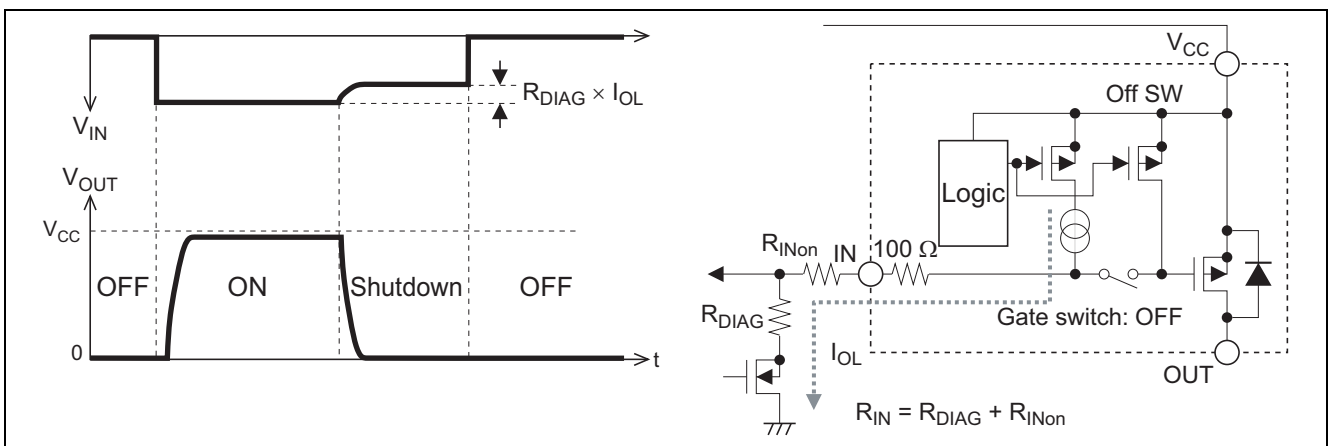 V_IN
R_DIAG × I_OL
V_OUT
V_CC
OFF
ON
Shutdown
OFF
0
t
V_CC
Off SW
Logic
R_INon
IN
100 Ω
R_DIAG
Gate switch: OFF
I_OL
OUT
R_IN = R_DIAG + R_INon